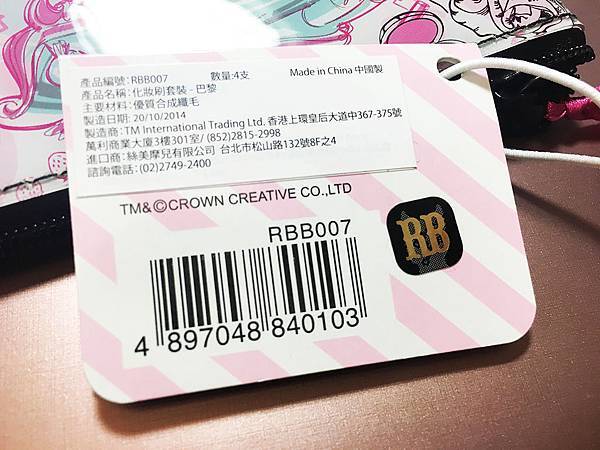 產品編號:RBB007 數量:4支 Made in China 中國製
產品名稱:化妝刷套裝 - 巴黎
主要材料:優質合成纖毛
製造日期:20/10/2014
製造商:TM International Trading Ltd. 香港上環皇后大道中367-375號
萬利商業大廈3樓301室/ (852)2815-2998
進口商:絲美摩兒有限公司 台北市松山路132號8F之4
諮詢電話:(02)2749-2400
TM&©CROWN CREATIVE CO.,LTD
RBB007
RB
4 897048 840103